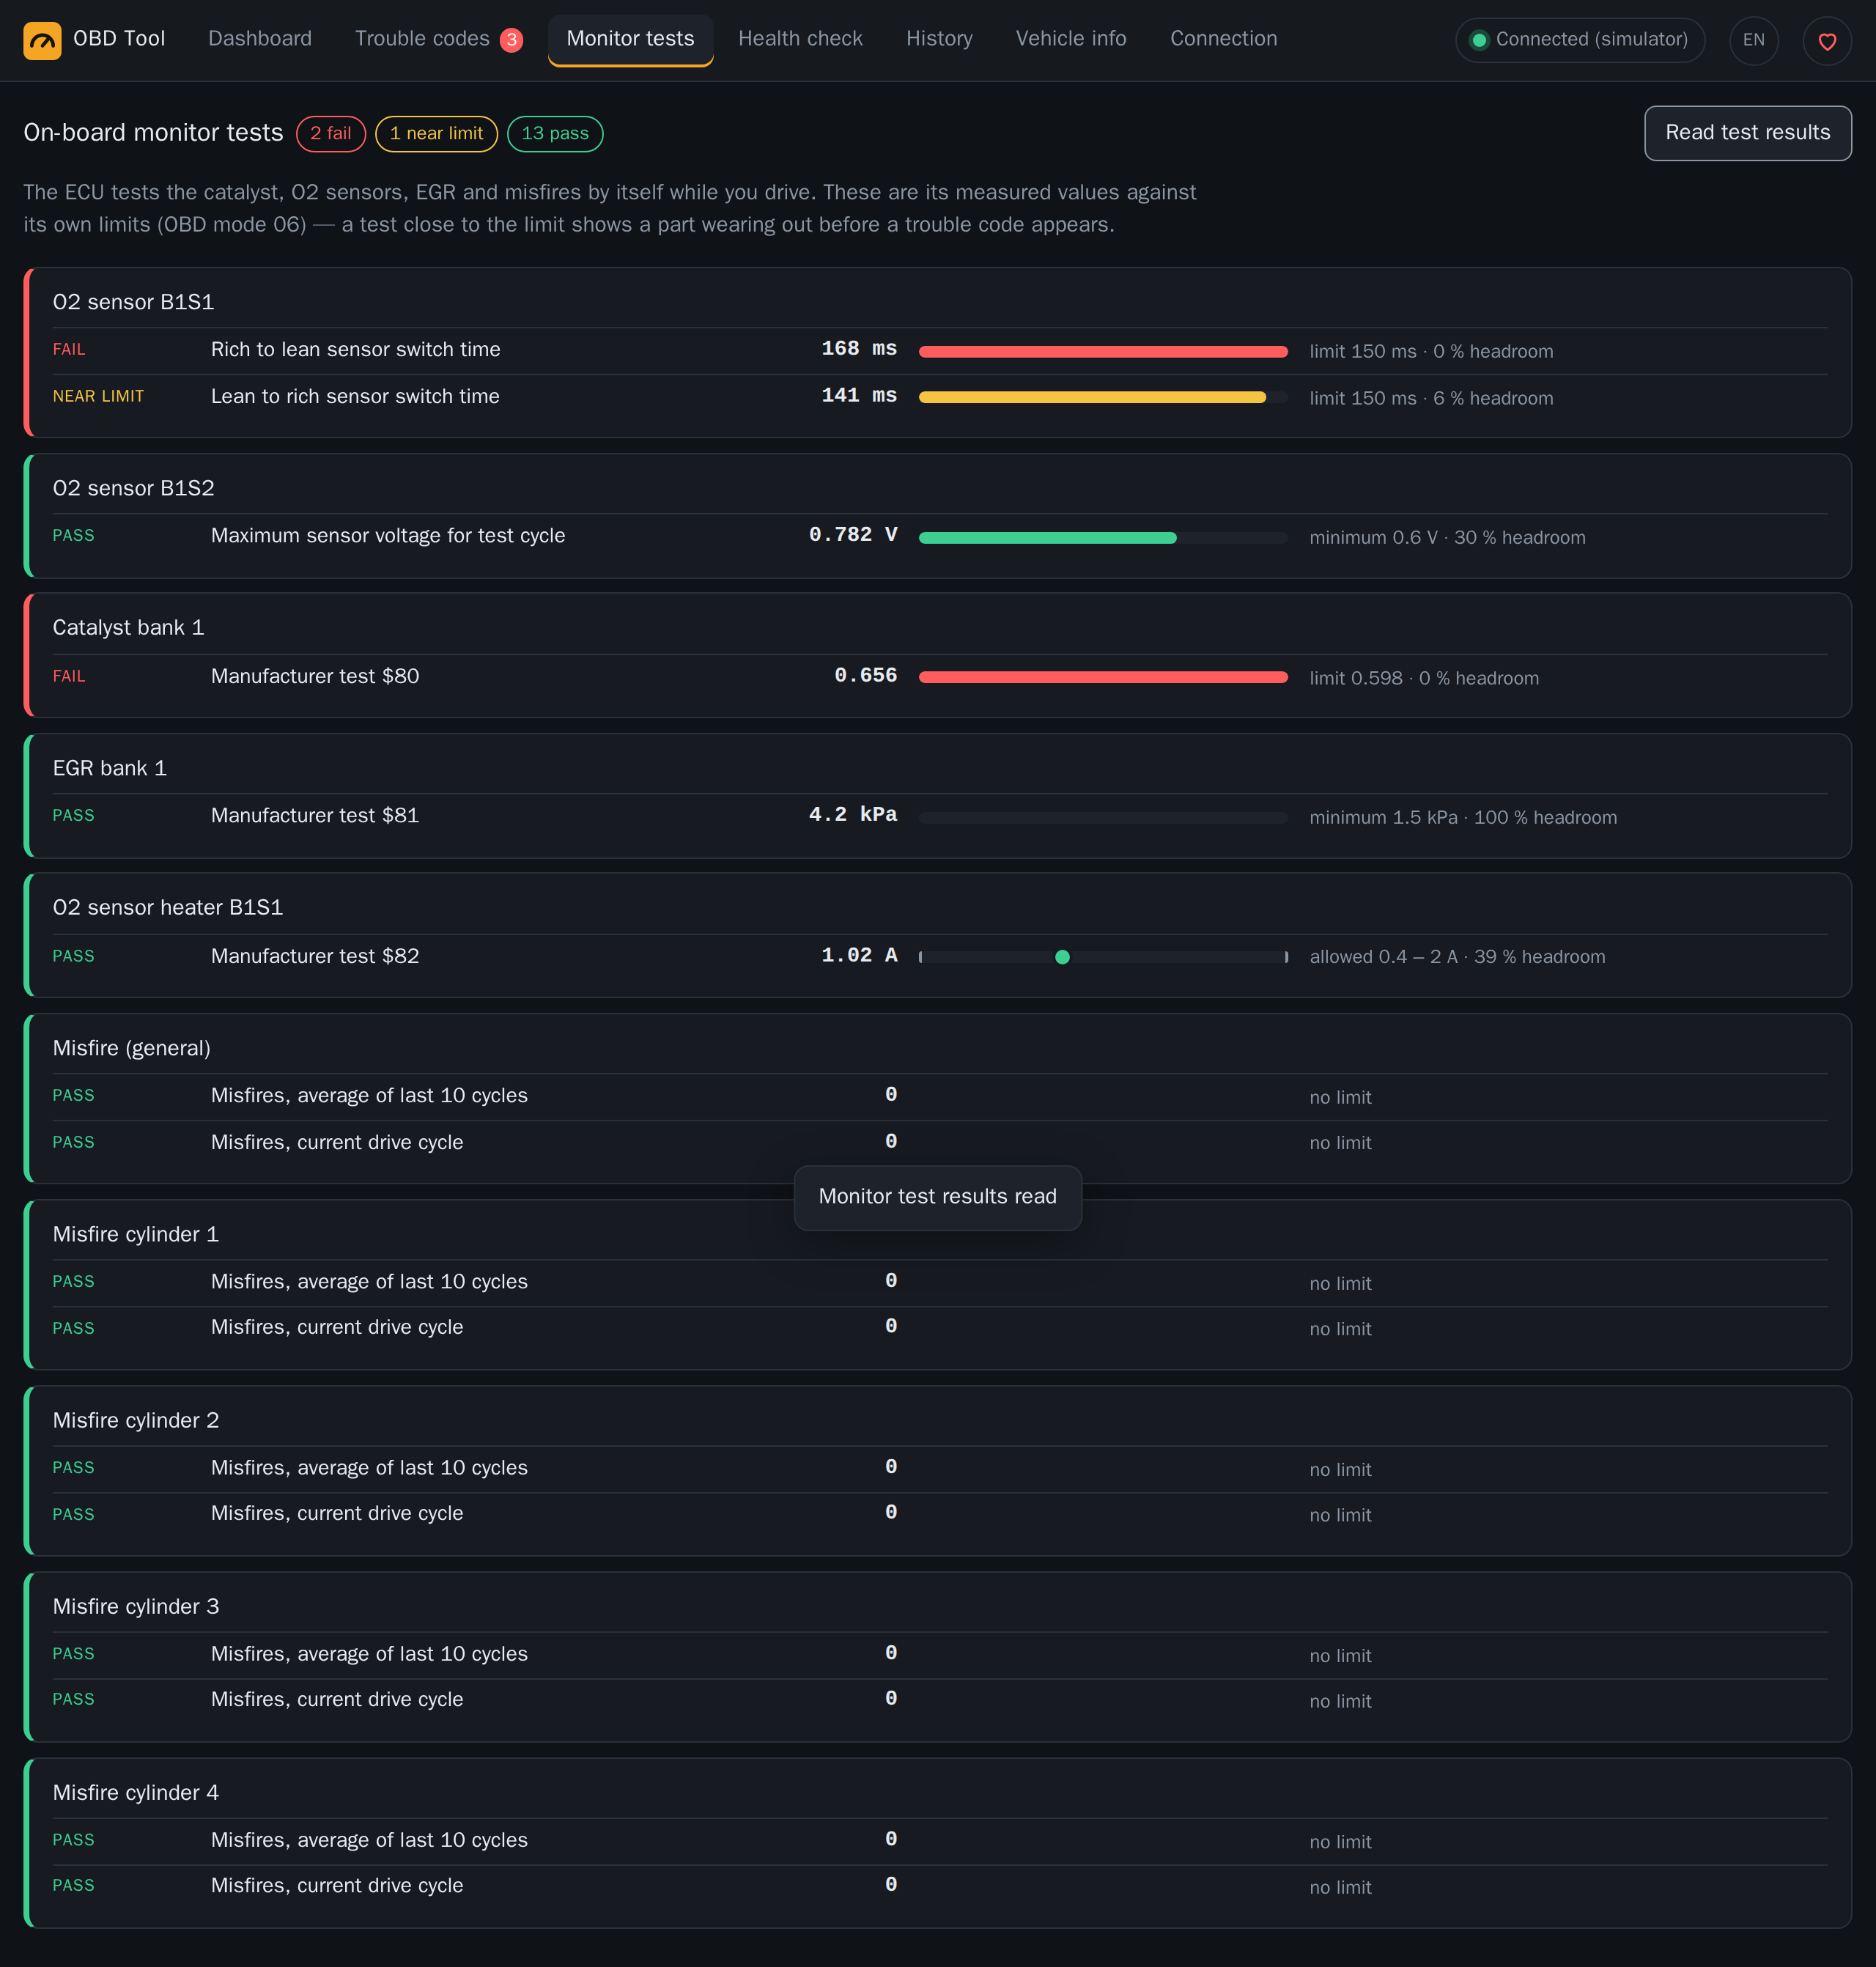 OBD Tool Dashboard Trouble codes 3 Monitor tests Health check History Vehicle info Connection Connected (simulator) EN
On-board monitor tests 2 fail 1 near limit 13 pass Read test results
The ECU tests the catalyst, O2 sensors, EGR and misfires by itself while you drive. These are its measured values against
its own limits (OBD mode 06) — a test close to the limit shows a part wearing out before a trouble code appears.
O2 sensor B1S1
FAIL Rich to lean sensor switch time 168 ms limit 150 ms · 0 % headroom
NEAR LIMIT Lean to rich sensor switch time 141 ms limit 150 ms · 6 % headroom
O2 sensor B1S2
PASS Maximum sensor voltage for test cycle 0.782 V minimum 0.6 V · 30 % headroom
Catalyst bank 1
FAIL Manufacturer test $80 0.656 limit 0.598 · 0 % headroom
EGR bank 1
PASS Manufacturer test $81 4.2 kPa minimum 1.5 kPa · 100 % headroom
O2 sensor heater B1S1
PASS Manufacturer test $82 1.02 A allowed 0.4 – 2 A · 39 % headroom
Misfire (general)
PASS Misfires, average of last 10 cycles 0 no limit
PASS Misfires, current drive cycle 0 no limit
Monitor test results read
Misfire cylinder 1
PASS Misfires, average of last 10 cycles 0 no limit
PASS Misfires, current drive cycle 0 no limit
Misfire cylinder 2
PASS Misfires, average of last 10 cycles 0 no limit
PASS Misfires, current drive cycle 0 no limit
Misfire cylinder 3
PASS Misfires, average of last 10 cycles 0 no limit
PASS Misfires, current drive cycle 0 no limit
Misfire cylinder 4
PASS Misfires, average of last 10 cycles 0 no limit
PASS Misfires, current drive cycle 0 no limit